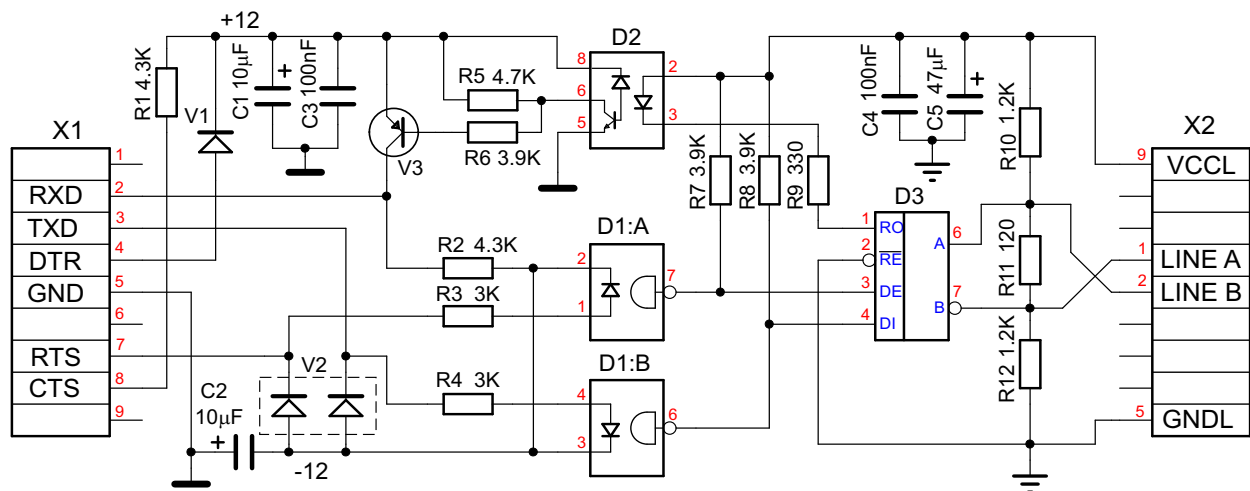 +12
D2
R1 4.3K
V1
C1 10μF
+
C3 100nF
R5 4.7K
R6 3.9K
V3
8
6
5
2
3
R7 3.9K
R8 3.9K
R9 330
C4 100nF
C5 47μF
+
R10 1.2K
X1
1
RXD 2
TXD 3
DTR 4
GND 5
6
RTS 7
CTS 8
9
R2 4.3K
R3 3K
R4 3K
D1:A
2
1
7
D1:B
4
3
6
D3
1 RO
2 RE
3 DE
4 DI
A 6
B 7
R11 120
R12 1.2K
X2
9 VCCL
1 LINE A
2 LINE B
5 GNDL
V2
C2
10μF
+
-12